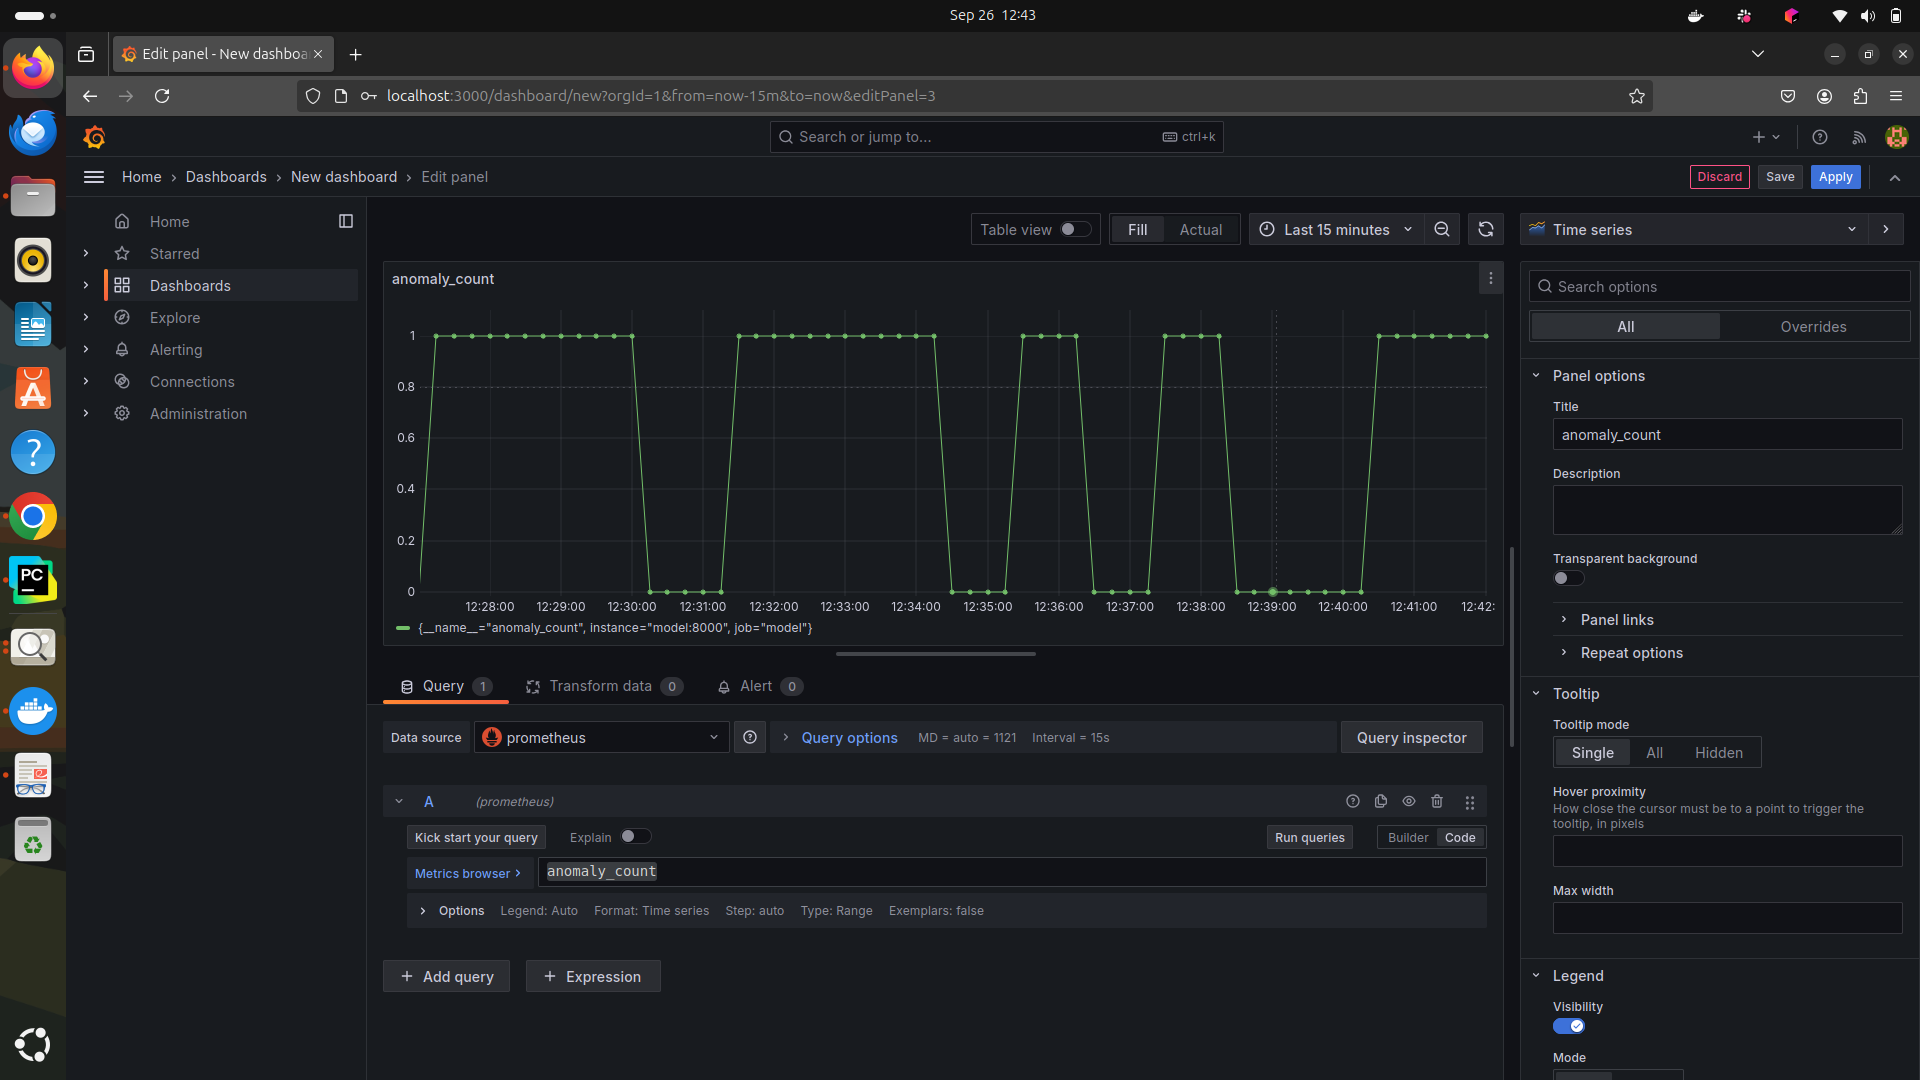 Sep 26 12:43
Edit panel - New dashboa
localhost:3000/dashboard/new?orgId=1&from=now-15m&to=now&editPanel=3
Search or jump to...
ctrl+k
Home › Dashboards › New dashboard › Edit panel
Discard
Save
Apply
Home
Starred
Dashboards
Explore
Alerting
Connections
Administration
Table view
Fill
Actual
Last 15 minutes
Time series
anomaly_count
1
0.8
0.6
0.4
0.2
0
12:28:00 12:29:00 12:30:00 12:31:00 12:32:00 12:33:00 12:34:00 12:35:00 12:36:00 12:37:00 12:38:00 12:39:00 12:40:00 12:41:00 12:42:
{__name__="anomaly_count", instance="model:8000", job="model"}
Query 1
Transform data 0
Alert 0
Data source
prometheus
Query options
MD = auto = 1121
Interval = 15s
Query inspector
A
(prometheus)
Kick start your query
Explain
Run queries
Builder
Code
Metrics browser >
anomaly_count
Options
Legend: Auto
Format: Time series
Step: auto
Type: Range
Exemplars: false
+ Add query
+ Expression
Search options
All
Overrides
Panel options
Title
anomaly_count
Description
Transparent background
Panel links
Repeat options
Tooltip
Tooltip mode
Single
All
Hidden
Hover proximity
How close the cursor must be to a point to trigger the
tooltip, in pixels
Max width
Legend
Visibility
Mode
PC